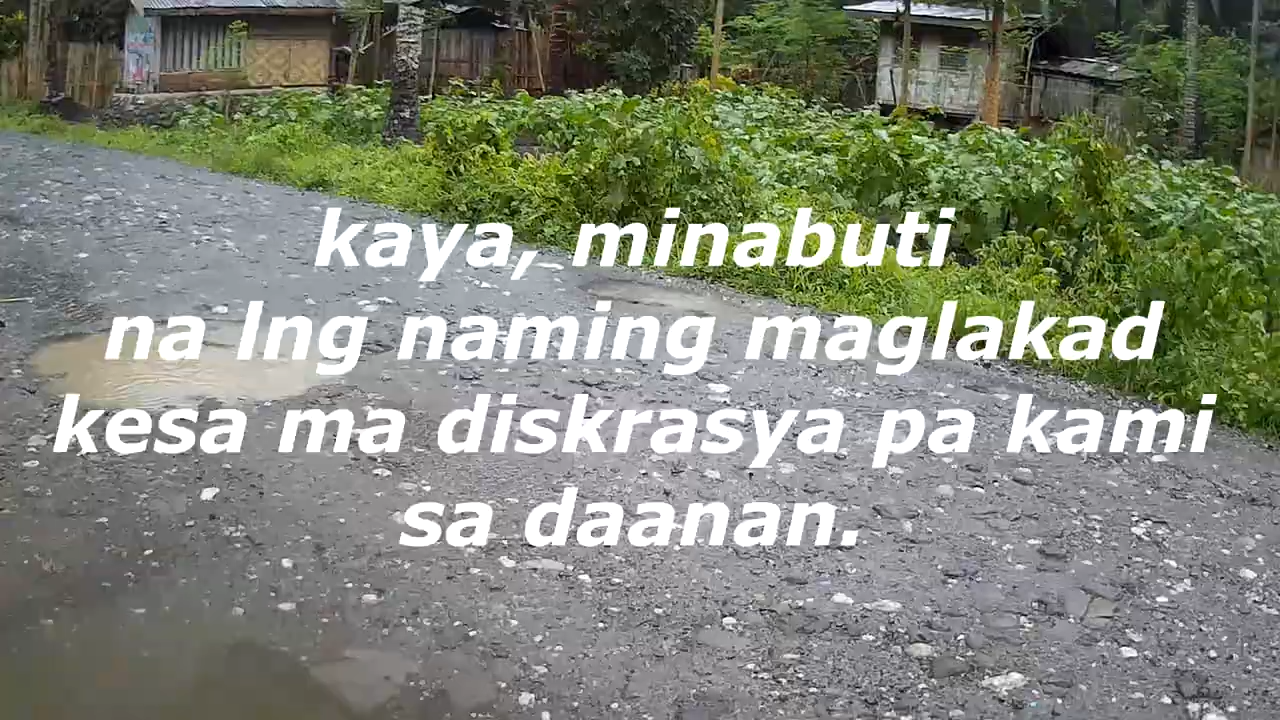 kaya, minabuti
na lng naming maglakad
kesa ma diskrasya pa kami
sa daanan.